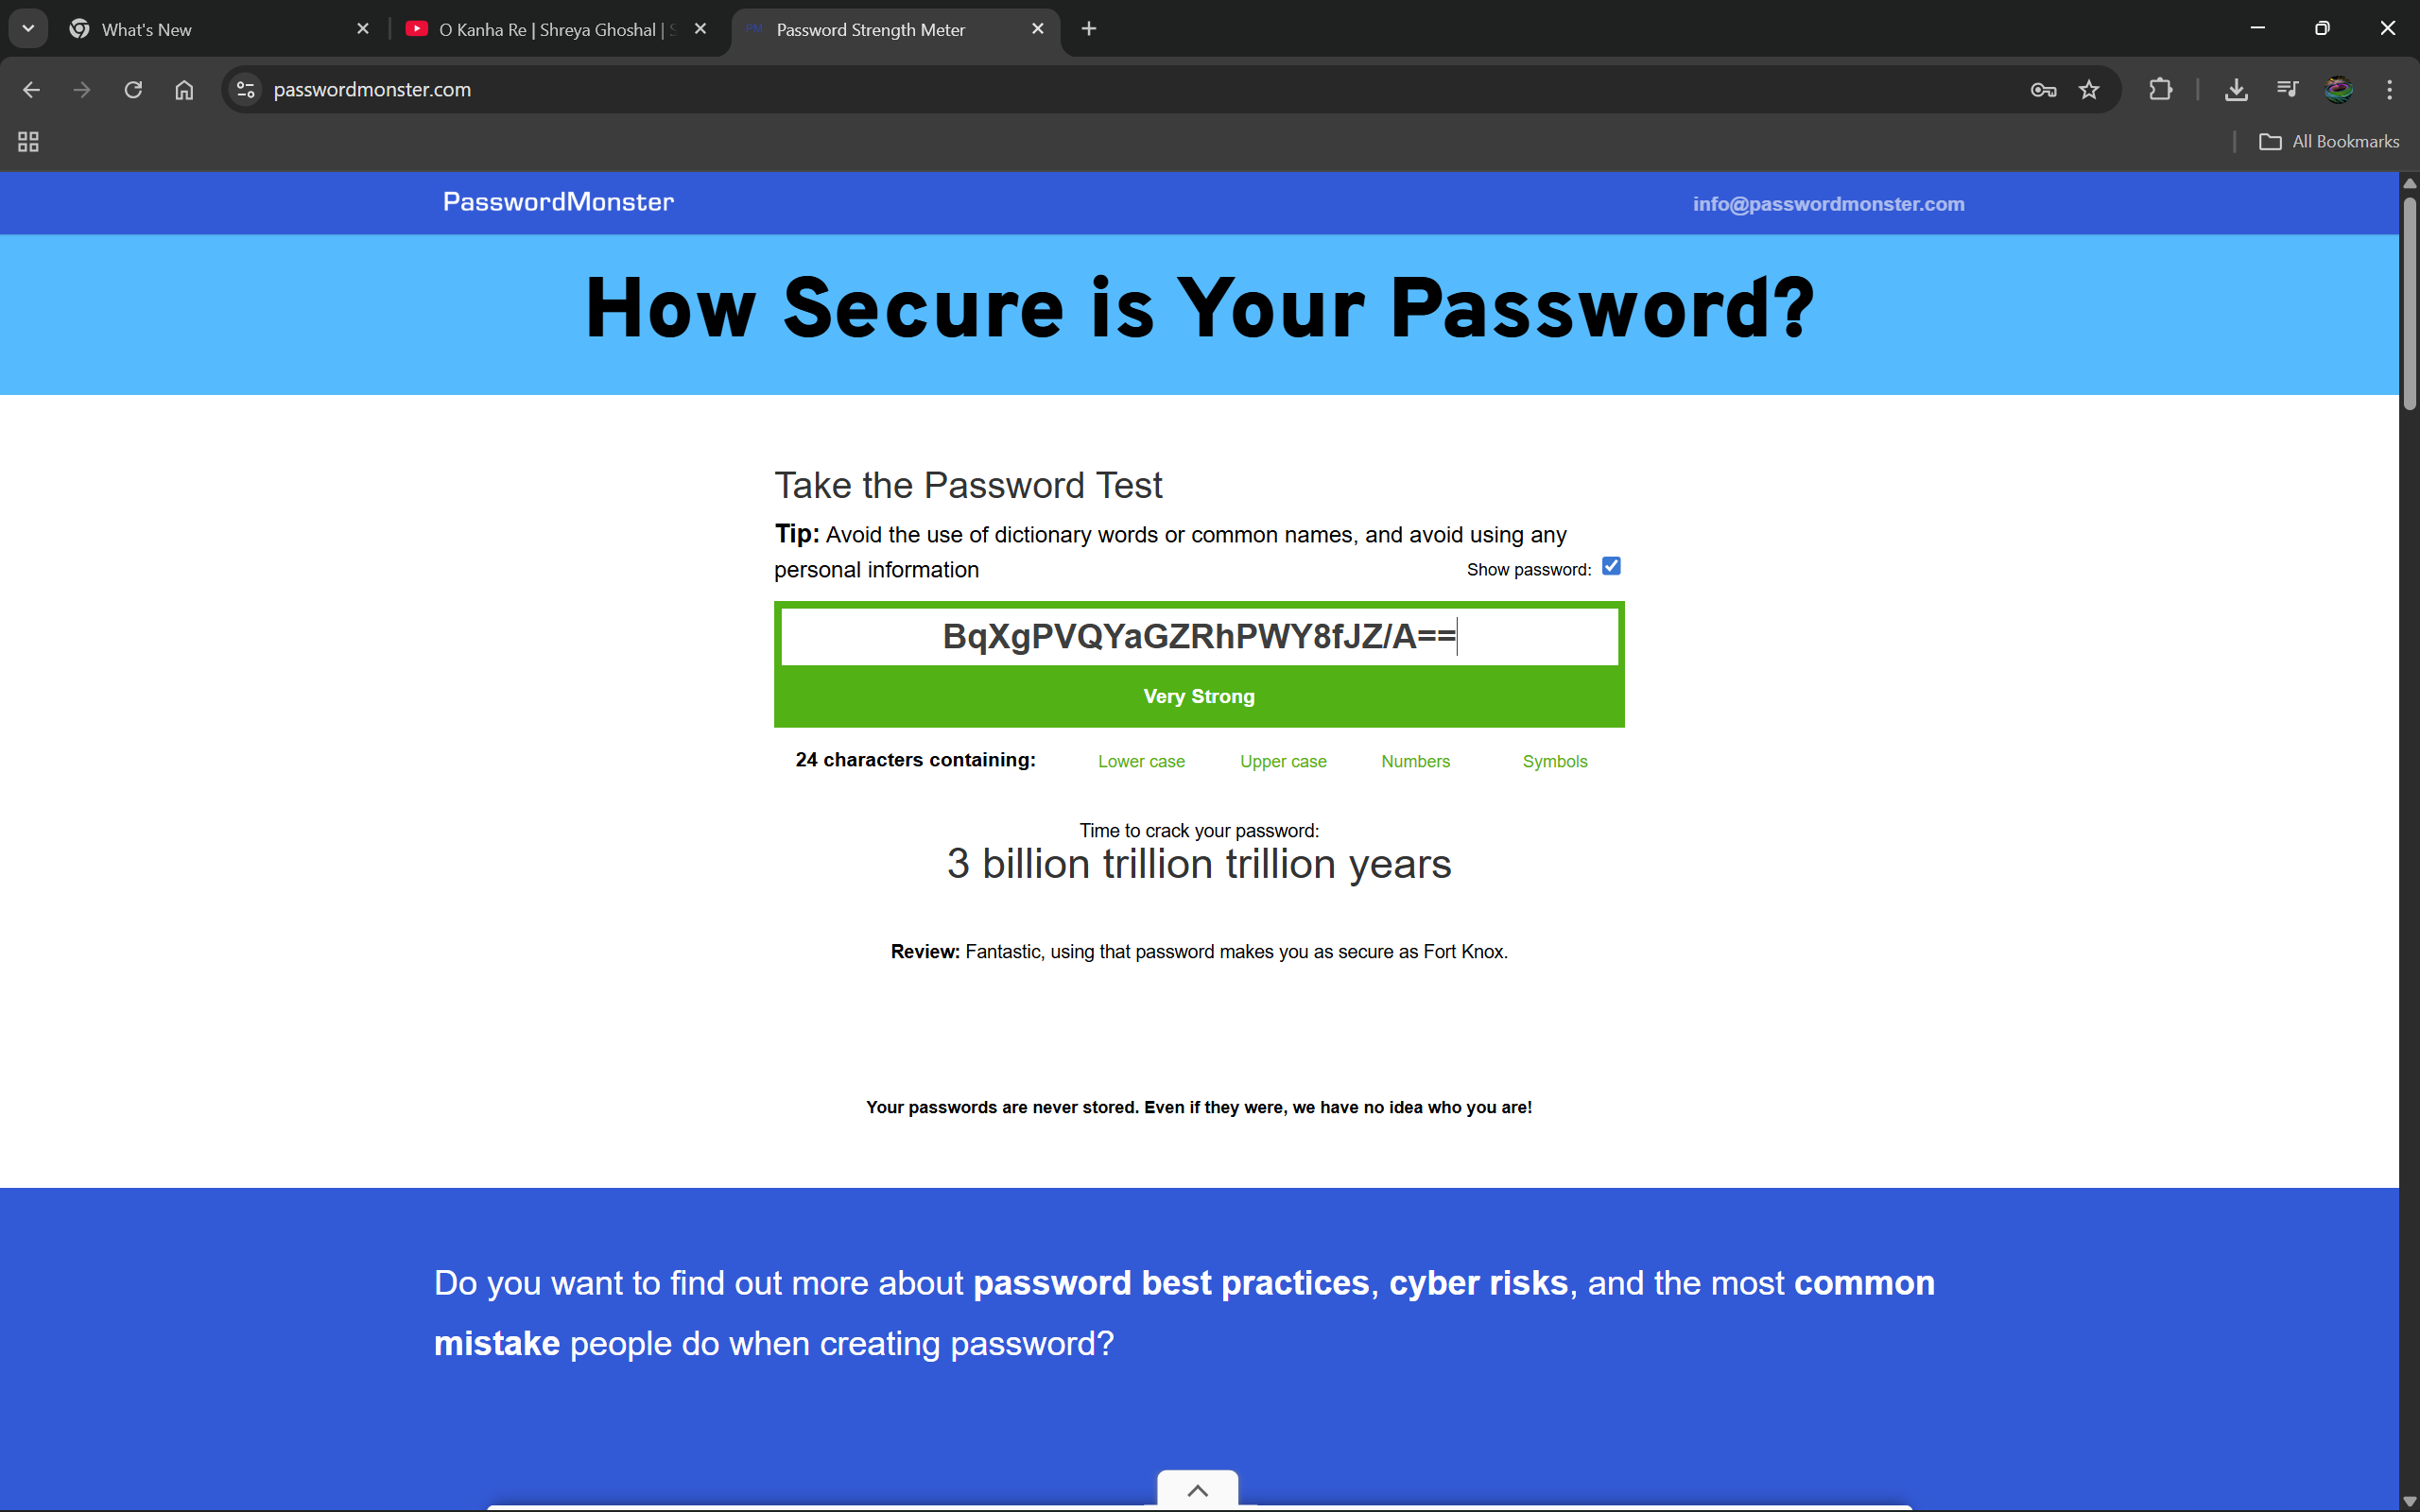 What's New
O Kanha Re | Shreya Ghoshal |
PM Password Strength Meter
passwordmonster.com
All Bookmarks
PasswordMonster
info@passwordmonster.com
How Secure is Your Password?
Take the Password Test
Tip: Avoid the use of dictionary words or common names, and avoid using any
personal information
Show password:
BqXgPVQYaGZRhPWY8fJZ/A==
Very Strong
24 characters containing: Lower case Upper case Numbers Symbols
Time to crack your password:
3 billion trillion trillion years
Review: Fantastic, using that password makes you as secure as Fort Knox.
Your passwords are never stored. Even if they were, we have no idea who you are!
Do you want to find out more about password best practices, cyber risks, and the most common
mistake people do when creating password?